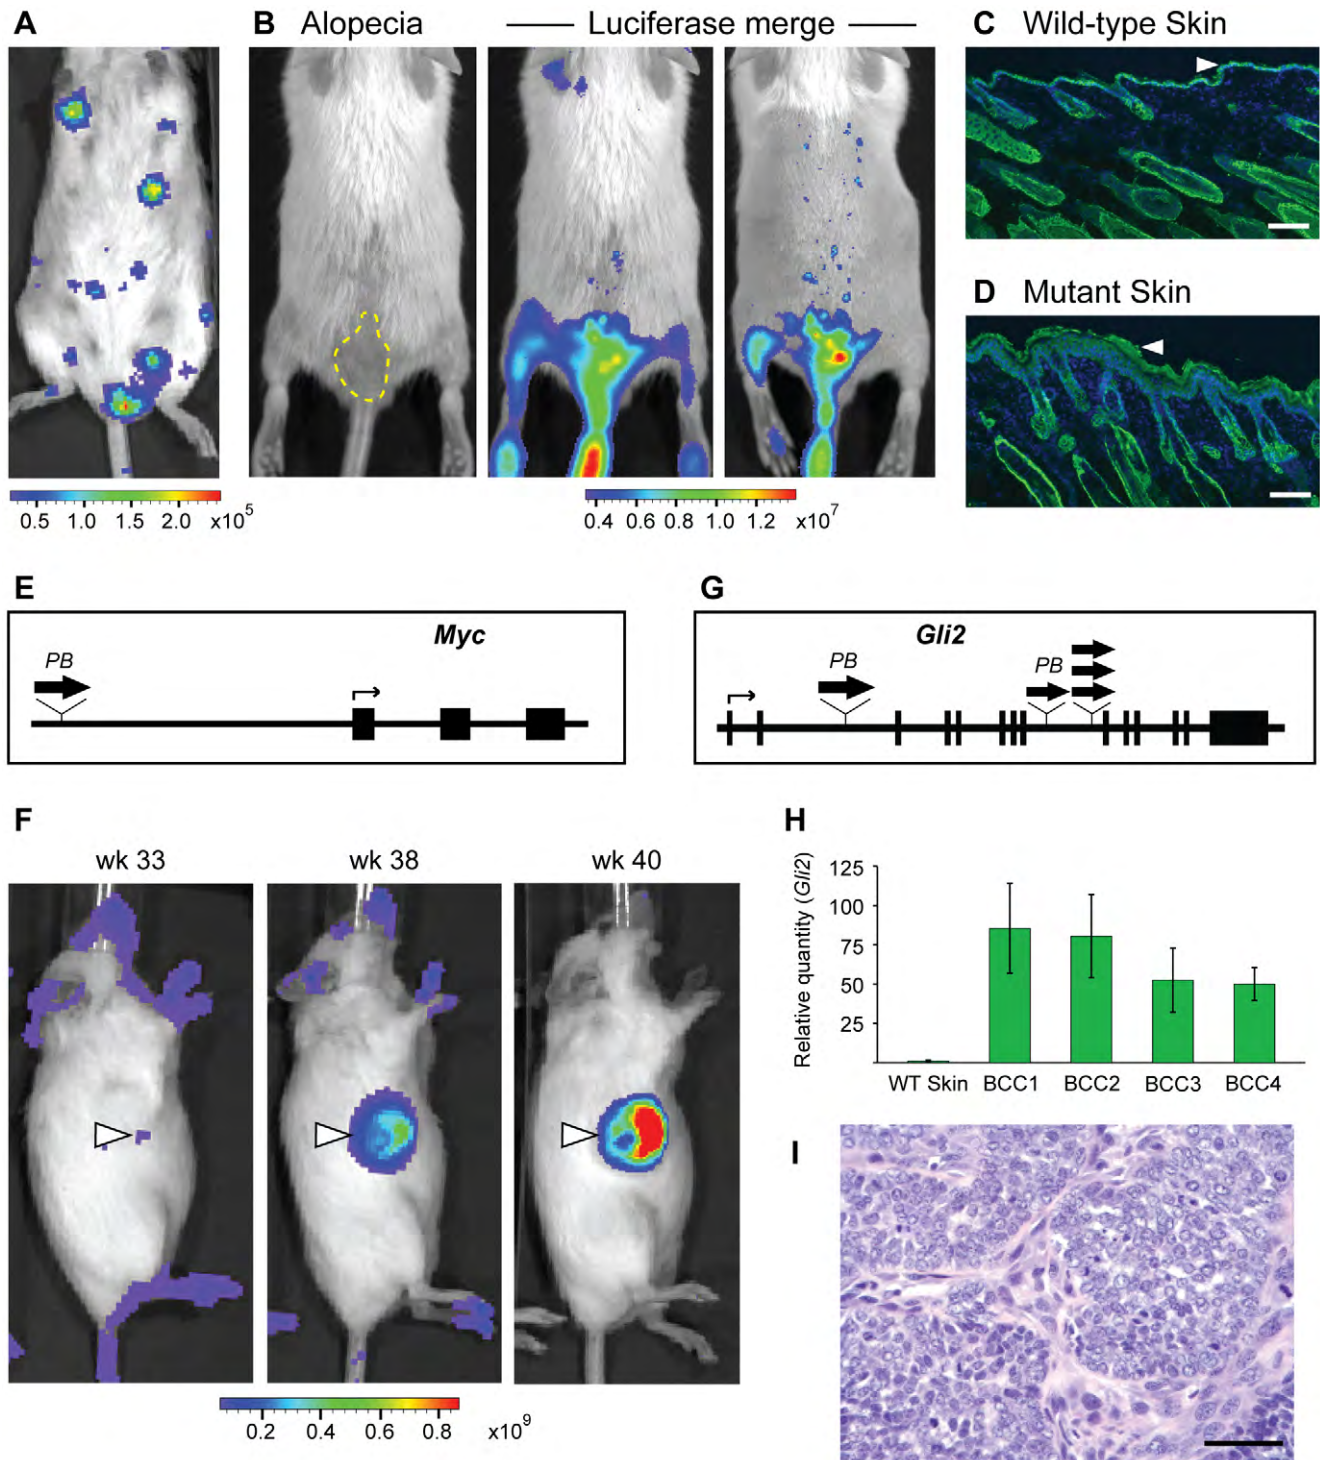 A
B Alopecia
Luciferase merge
C Wild-type Skin
D Mutant Skin
0.5 1.0 1.5 2.0 x10^5
0.4 0.6 0.8 1.0 1.2 x10^7
E
Myc
PB
G
Gli2
PB
PB
F
wk 33
wk 38
wk 40
0.2 0.4 0.6 0.8 x10^9
H
Relative quantity (Gli2)
125
100
75
50
25
WT Skin BCC1 BCC2 BCC3 BCC4
I